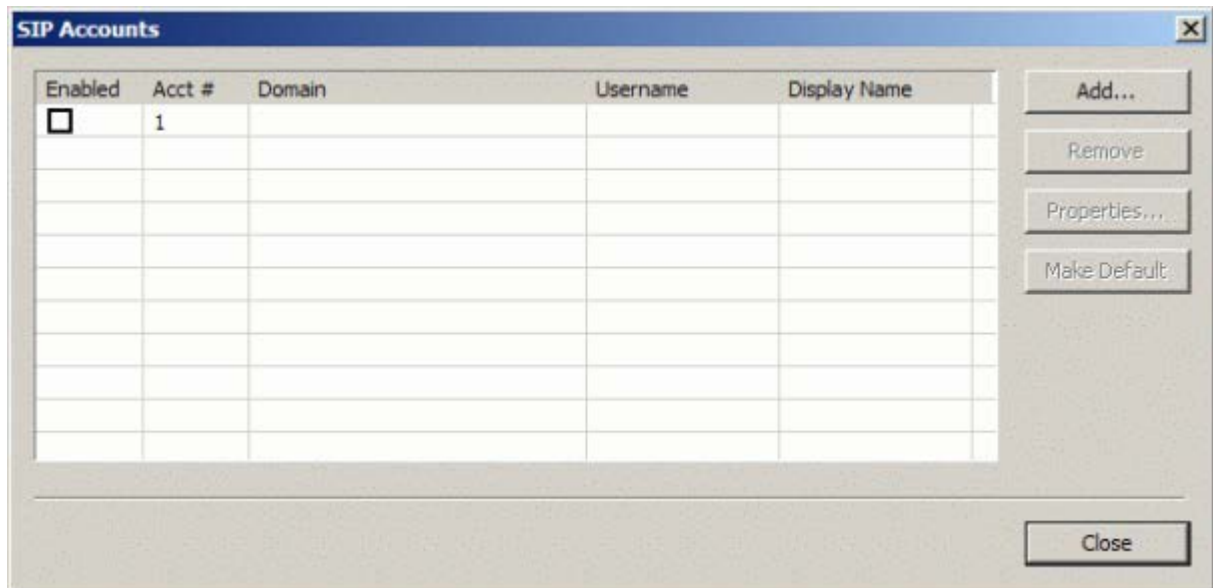 SIP Accounts
Enabled Acct # Domain Username Display Name
1
Add...
Remove
Properties...
Make Default
Close